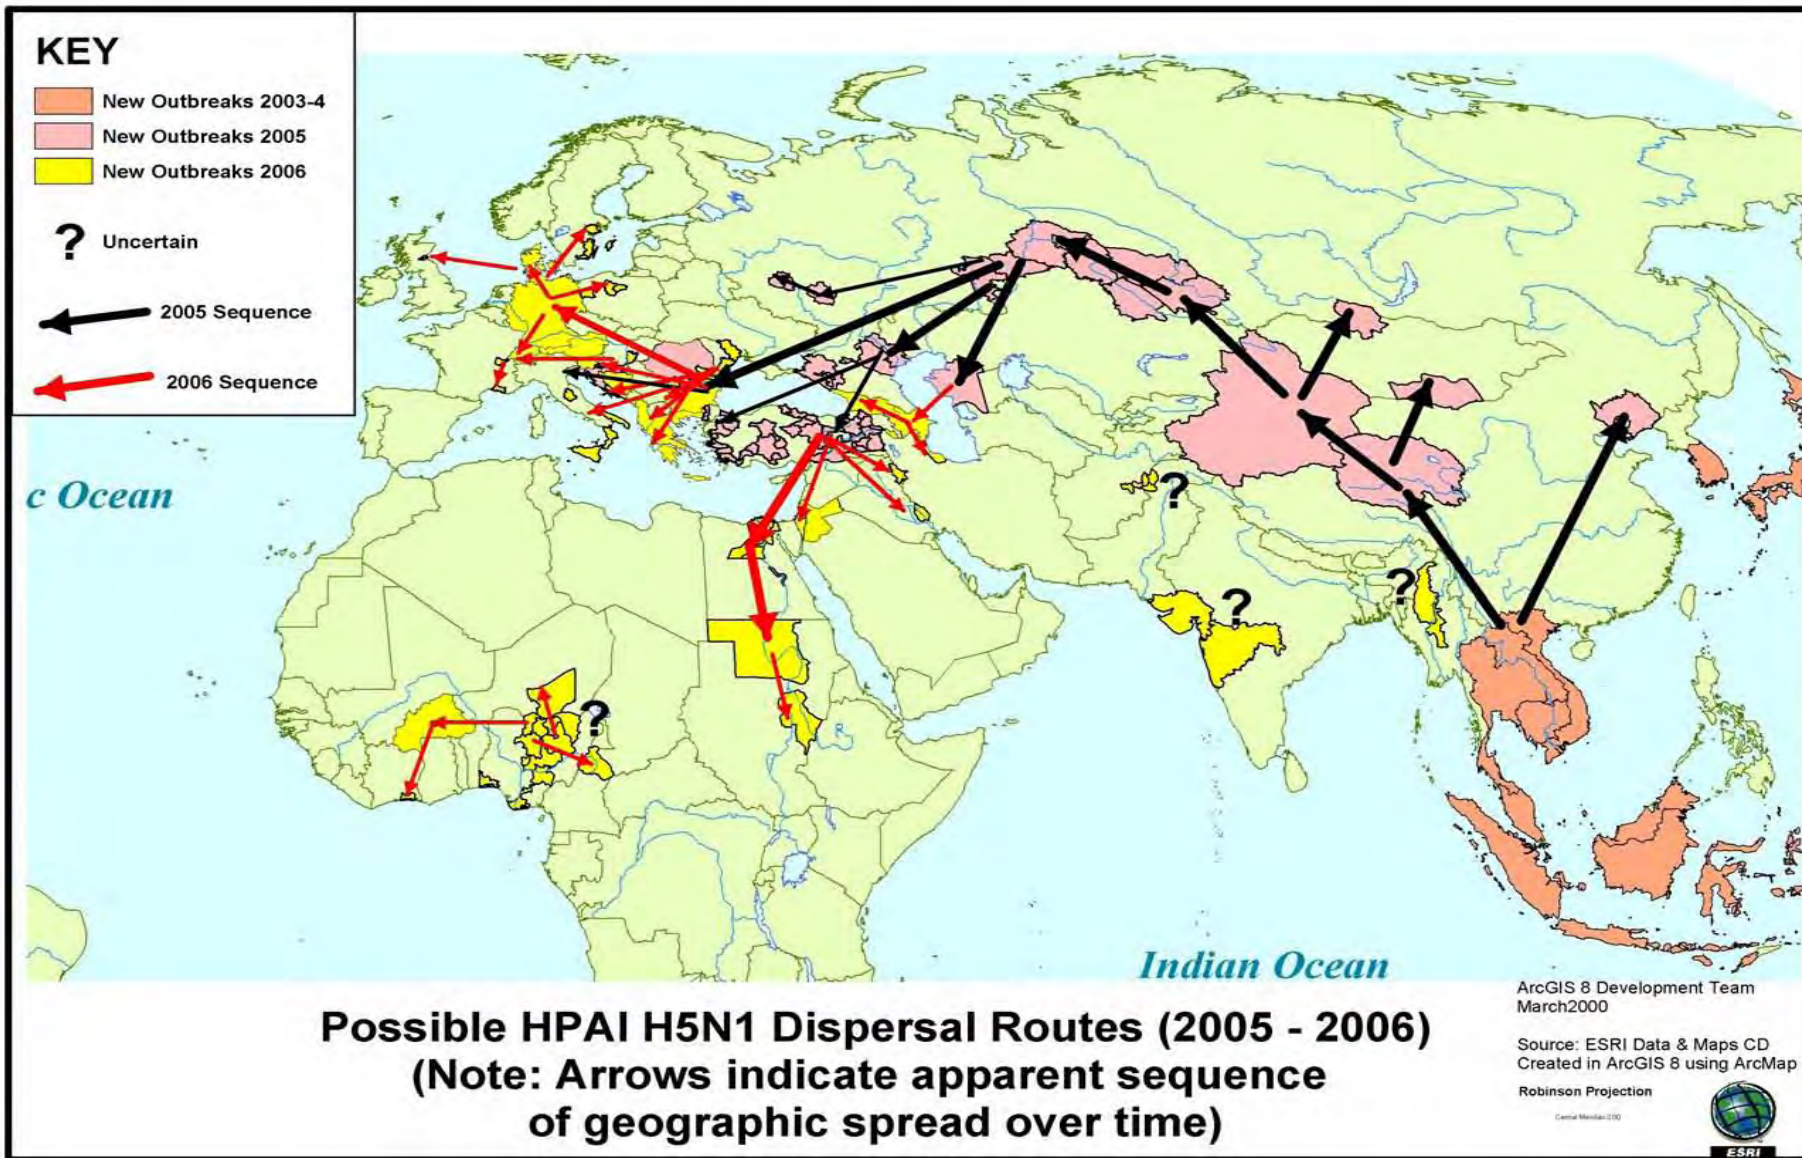 KEY
New Outbreaks 2003-4
New Outbreaks 2005
New Outbreaks 2006
? Uncertain
2005 Sequence
2006 Sequence
c Ocean
?
?
?
?
Indian Ocean
Possible HPAI H5N1 Dispersal Routes (2005 - 2006)
(Note: Arrows indicate apparent sequence
of geographic spread over time)
ArcGIS 8 Development Team
March2000
Source: ESRI Data & Maps CD
Created in ArcGIS 8 using ArcMap
Robinson Projection
Central Meridian
ESRI